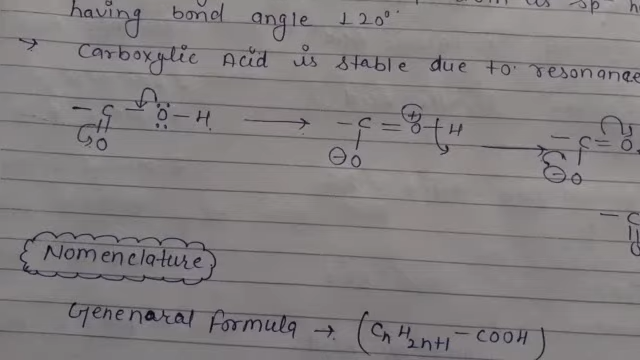 having bond angle 120°
→ Carboxylic Acid is stable due to resonance
- C - Ö - H → - C = O - H → - C = O
O ⊖O ⊖O
- C
O
Nomenclature
Genenaral formula → (CnH2n+1 - COOH)